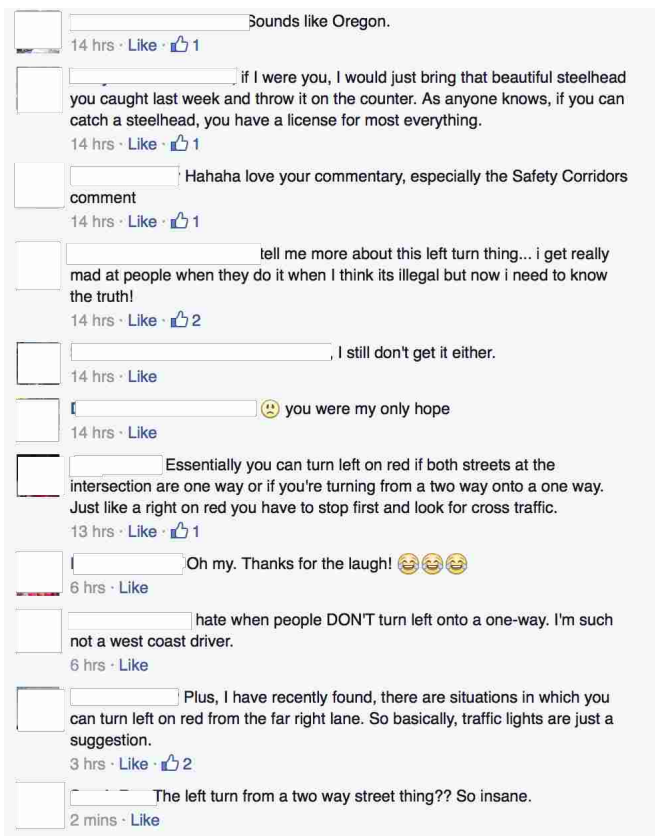 Sounds like Oregon.
14 hrs · Like · 1
if I were you, I would just bring that beautiful steelhead
you caught last week and throw it on the counter. As anyone knows, if you can
catch a steelhead, you have a license for most everything.
14 hrs · Like · 1
Hahaha love your commentary, especially the Safety Corridors
comment
14 hrs · Like · 1
tell me more about this left turn thing... i get really
mad at people when they do it when I think its illegal but now i need to know
the truth!
14 hrs · Like · 2
, I still don't get it either.
14 hrs · Like
you were my only hope
14 hrs · Like
Essentially you can turn left on red if both streets at the
intersection are one way or if you're turning from a two way onto a one way.
Just like a right on red you have to stop first and look for cross traffic.
13 hrs · Like · 1
Oh my. Thanks for the laugh! 😂😂😂
6 hrs · Like
hate when people DON'T turn left onto a one-way. I'm such
not a west coast driver.
6 hrs · Like
Plus, I have recently found, there are situations in which you
can turn left on red from the far right lane. So basically, traffic lights are just a
suggestion.
3 hrs · Like · 2
The left turn from a two way street thing?? So insane.
2 mins · Like